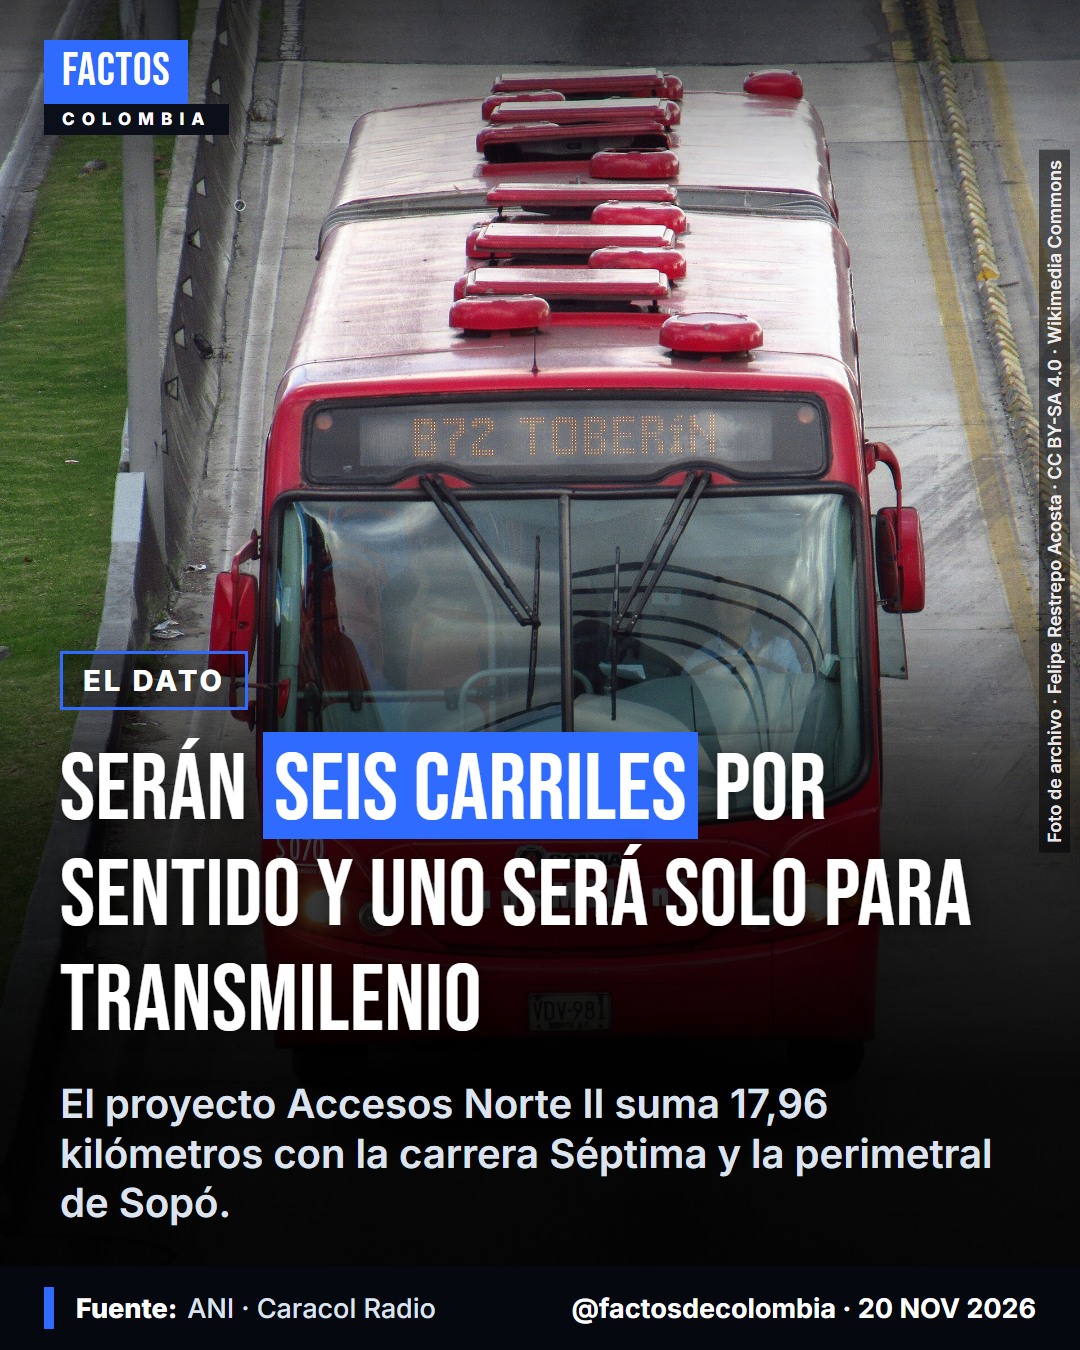 FACTOS
COLOMBIA
Foto de archivo · Felipe Restrepo Acosta · CC BY-SA 4.0 · Wikimedia Commons
B72 TOBERíN
EL DATO
SERÁN SEIS CARRILES POR
SENTIDO Y UNO SERÁ SOLO PARA
TRANSMILENIO
VDV-981
El proyecto Accesos Norte II suma 17,96
kilómetros con la carrera Séptima y la perimetral
de Sopó.
Fuente: ANI · Caracol Radio
@factosdecolombia · 20 NOV 2026